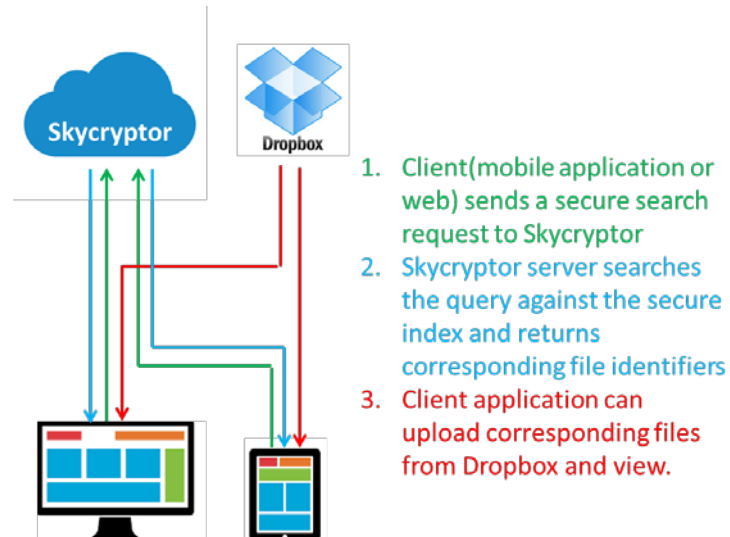 Skycryptor
Dropbox
1. Client(mobile application or
web) sends a secure search
request to Skycryptor
2. Skycryptor server searches
the query against the secure
index and returns
corresponding file identifiers
3. Client application can
upload corresponding files
from Dropbox and view.